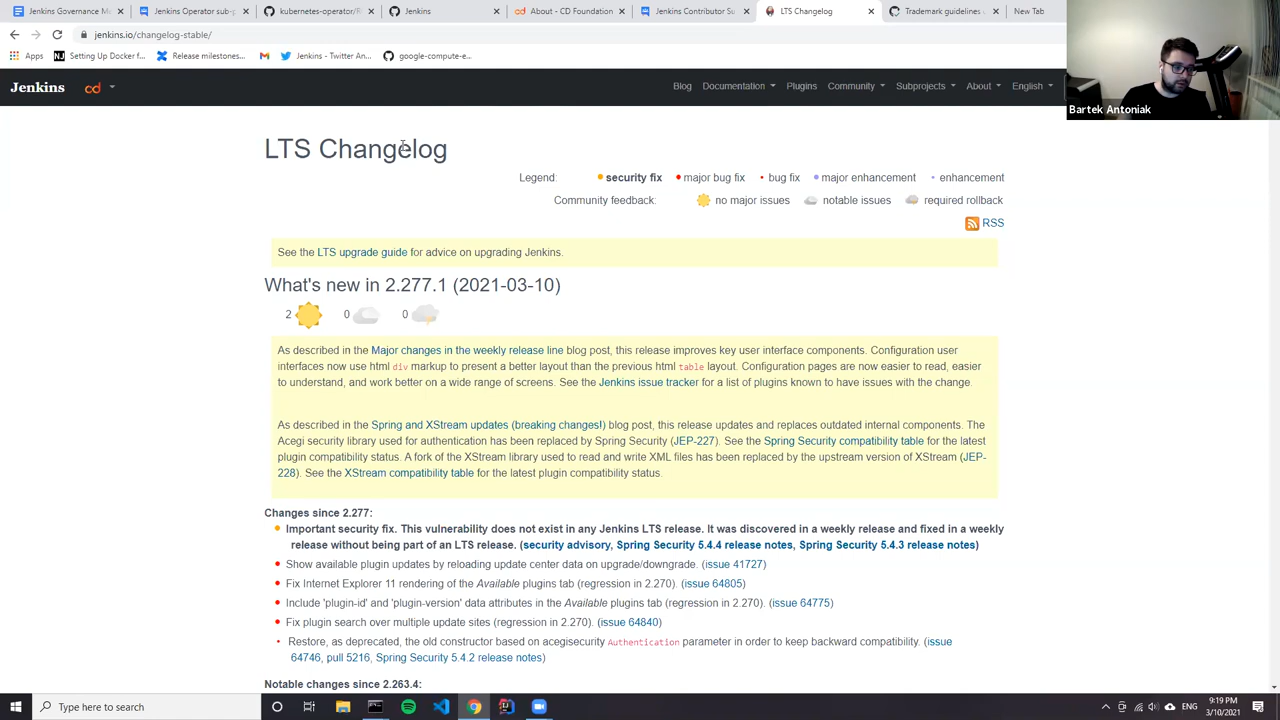 Jenkins Governance Me
Jenkins Operator sub-p
kubernetes-operator/R
Jenkins
About – CD Foundation
Jenkins Contributor Su
LTS Changelog
Trademark guidelines
New Tab
jenkins.io/changelog-stable/
Apps
Setting Up Docker f...
Release milestones...
Jenkins - Twitter An...
google-compute-e...
Jenkins
cd
Blog
Documentation
Plugins
Community
Subprojects
About
English
Bartek Antoniak
LTS Changelog
Legend: security fix major bug fix bug fix major enhancement enhancement
Community feedback: no major issues notable issues required rollback
RSS
See the LTS upgrade guide for advice on upgrading Jenkins.
What's new in 2.277.1 (2021-03-10)
2 0 0
As described in the Major changes in the weekly release line blog post, this release improves key user interface components. Configuration user
interfaces now use html div markup to present a better layout than the previous html table layout. Configuration pages are now easier to read, easier
to understand, and work better on a wide range of screens. See the Jenkins issue tracker for a list of plugins known to have issues with the change.
As described in the Spring and XStream updates (breaking changes!) blog post, this release updates and replaces outdated internal components. The
Acegi security library used for authentication has been replaced by Spring Security (JEP-227). See the Spring Security compatibility table for the latest
plugin compatibility status. A fork of the XStream library used to read and write XML files has been replaced by the upstream version of XStream (JEP-
228). See the XStream compatibility table for the latest plugin compatibility status.
Changes since 2.277:
Important security fix. This vulnerability does not exist in any Jenkins LTS release. It was discovered in a weekly release and fixed in a weekly
release without being part of an LTS release. (security advisory, Spring Security 5.4.4 release notes, Spring Security 5.4.3 release notes)
Show available plugin updates by reloading update center data on upgrade/downgrade. (issue 41727)
Fix Internet Explorer 11 rendering of the Available plugins tab (regression in 2.270). (issue 64805)
Include 'plugin-id' and 'plugin-version' data attributes in the Available plugins tab (regression in 2.270). (issue 64775)
Fix plugin search over multiple update sites (regression in 2.270). (issue 64840)
Restore, as deprecated, the old constructor based on acegisecurity Authentication parameter in order to keep backward compatibility. (issue
64746, pull 5216, Spring Security 5.4.2 release notes)
Notable changes since 2.263.4:
Type here to search
9:19 PM
3/10/2021